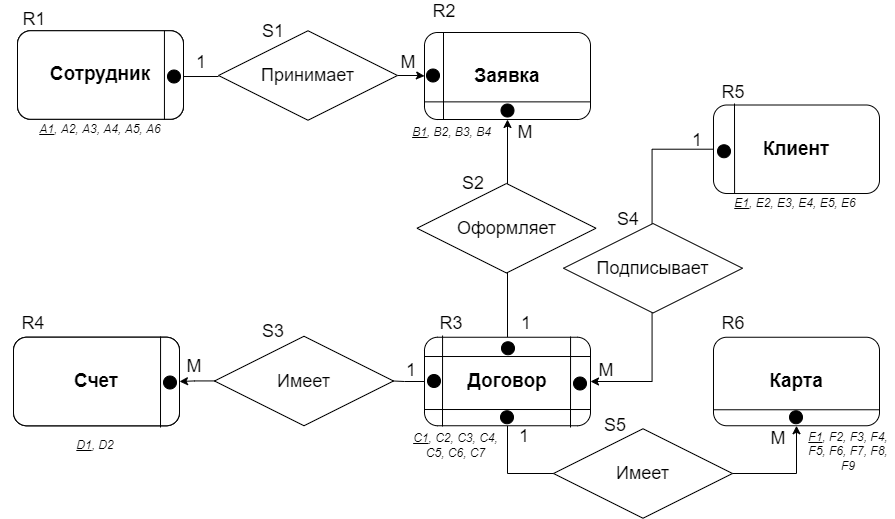 R1
S1
R2
Сотрудник
1
Принимает
M
Заявка
A1, A2, A3, A4, A5, A6
B1, B2, B3, B4
M
R5
Клиент
1
E1, E2, E3, E4, E5, E6
S2
Оформляет
S4
Подписывает
1
R4
S3
R3
R6
Счет
M
Имеет
1
Договор
M
Карта
D1, D2
C1, C2, C3, C4,
C5, C6, C7
1
S5
M
F1, F2, F3, F4,
F5, F6, F7, F8,
F9
Имеет